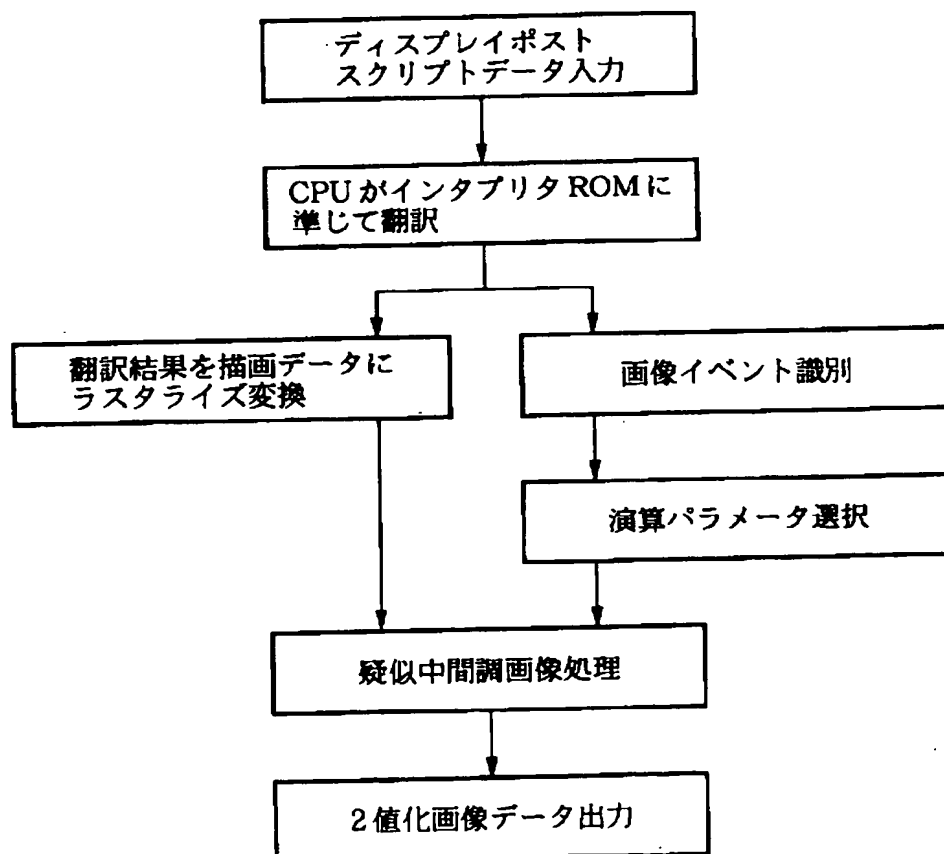 ディスプレイポスト
スクリプトデータ入力
CPUがインタプリタROMに
準じて翻訳
翻訳結果を描画データに
ラスタライズ変換
画像イベント識別
演算パラメータ選択
疑似中間調画像処理
2値化画像データ出力